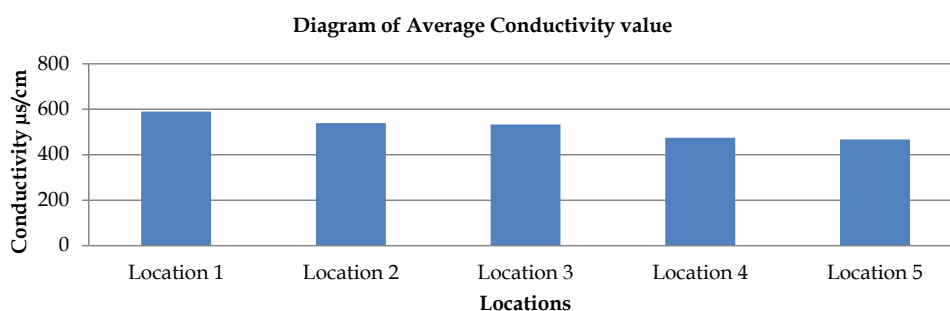 Diagram of Average Conductivity value
Conductivity µs/cm
800
600
400
200
0
Location 1 Location 2 Location 3 Location 4 Location 5
Locations